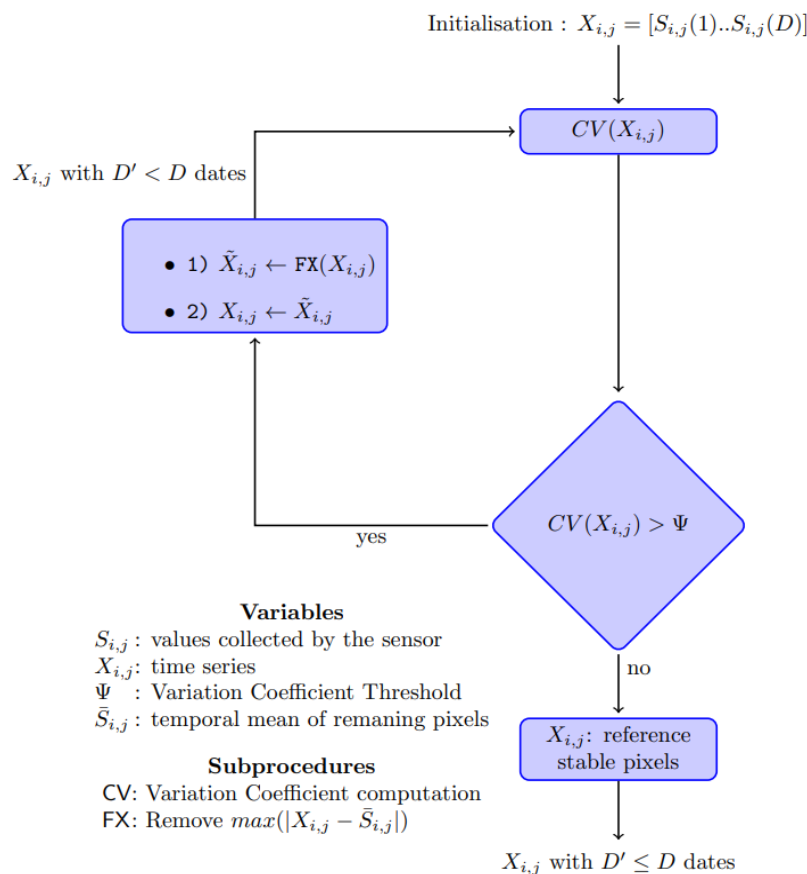 Initialisation : X_{i,j} = [S_{i,j}(1)..S_{i,j}(D)]
CV(X_{i,j})
X_{i,j} with D′ < D dates
• 1) X̃_{i,j} ← FX(X_{i,j})
• 2) X_{i,j} ← X̃_{i,j}
CV(X_{i,j}) > Ψ
yes
no
Variables
S_{i,j} : values collected by the sensor
X_{i,j}: time series
Ψ : Variation Coefficient Threshold
S̄_{i,j} : temporal mean of remaning pixels
Subprocedures
CV: Variation Coefficient computation
FX: Remove max(|X_{i,j} − S̄_{i,j}|)
X_{i,j}: reference
stable pixels
X_{i,j} with D′ ≤ D dates